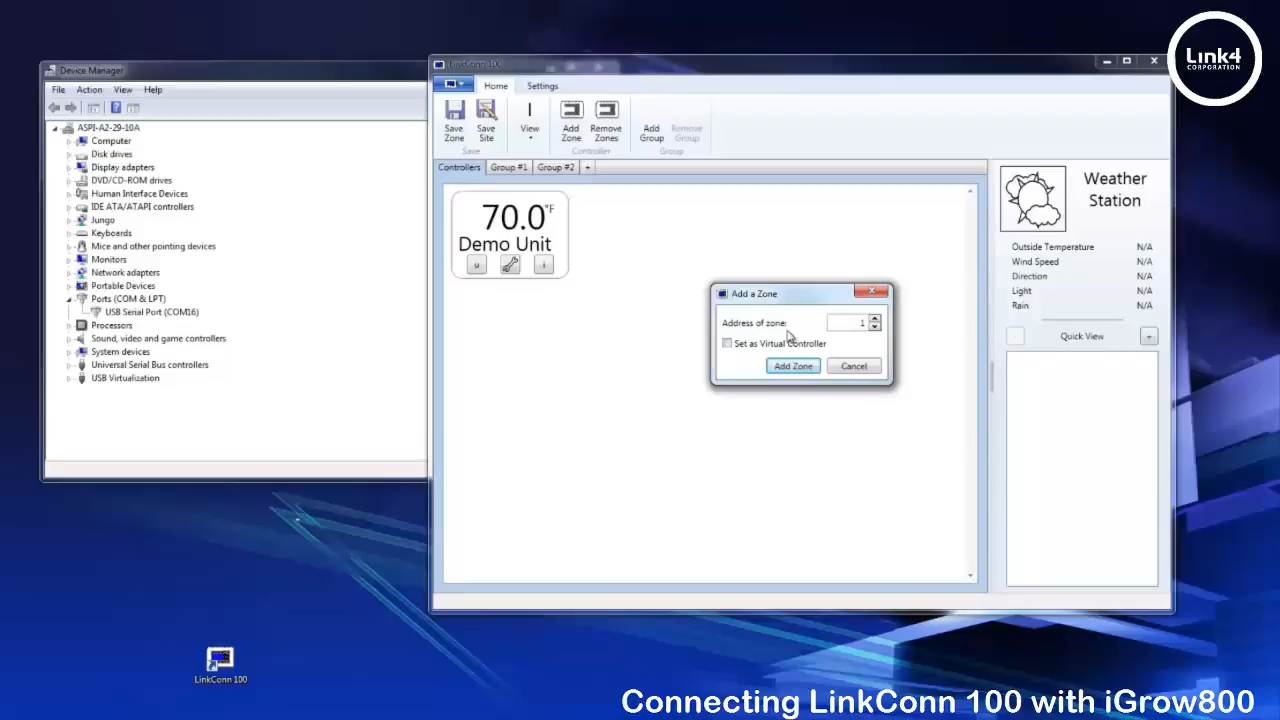 Link4
CORPORATION
Device Manager
File Action View Help
ASPI-A2-29-10A
Computer
Disk drives
Display adapters
DVD/CD-ROM drives
Human Interface Devices
IDE ATA/ATAPI controllers
Jungo
Keyboards
Mice and other pointing devices
Monitors
Network adapters
Portable Devices
Ports (COM & LPT)
USB Serial Port (COM16)
Processors
Sound, video and game controllers
System devices
Universal Serial Bus controllers
USB Virtualization
LinkConn 100
Home Settings
Save Zone
Save Site
View
Add Zone
Remove Zones
Add Group
Remove Group
Save Controller Group
Controllers Group #1 Group #2 +
70.0°F
Demo Unit
u i
Add a Zone
Address of zone: 1
Set as Virtual Controller
Add Zone Cancel
Weather
Station
Outside Temperature N/A
Wind Speed N/A
Direction N/A
Light N/A
Rain N/A
- Quick View +
LinkConn 100
Connecting LinkConn 100 with iGrow800